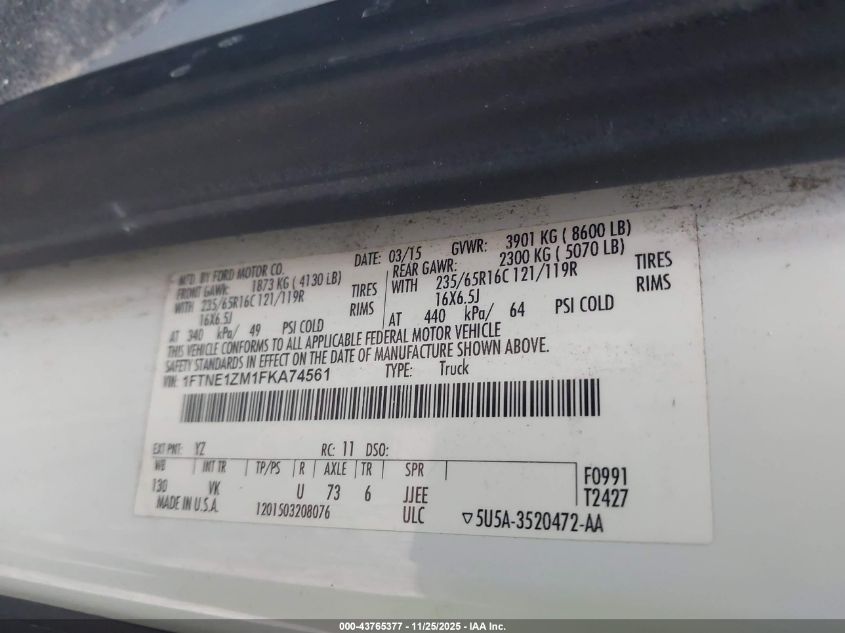 MFD BY FORD MOTOR CO.
DATE: 03/15 GVWR: 3901 KG ( 8600 LB)
FRONT GAWR: 1873 KG ( 4130 LB)
REAR GAWR: 2300 KG ( 5070 LB)
WITH 235/65R16C 121/119R TIRES
WITH 235/65R16C 121/119R TIRES
16X6.5J RIMS
16X6.5J RIMS
AT 340 kPa/ 49 PSI COLD
AT 440 kPa/ 64 PSI COLD
THIS VEHICLE CONFORMS TO ALL APPLICABLE FEDERAL MOTOR VEHICLE
SAFETY STANDARDS IN EFFECT ON THE DATE OF MANUFACTURE SHOWN ABOVE.
VIN: 1FTNE1ZM1FKA74561 TYPE: Truck
EXT PNT: YZ RC: 11 DSO:
WB INT TR TP/PS R AXLE TR SPR
130 VK U 73 6 JJEE
F0991
T2427
MADE IN U.S.A. 1201503208076 ULC ▽5U5A-3520472-AA
000-43765377 - 11/25/2025 - IAA Inc.